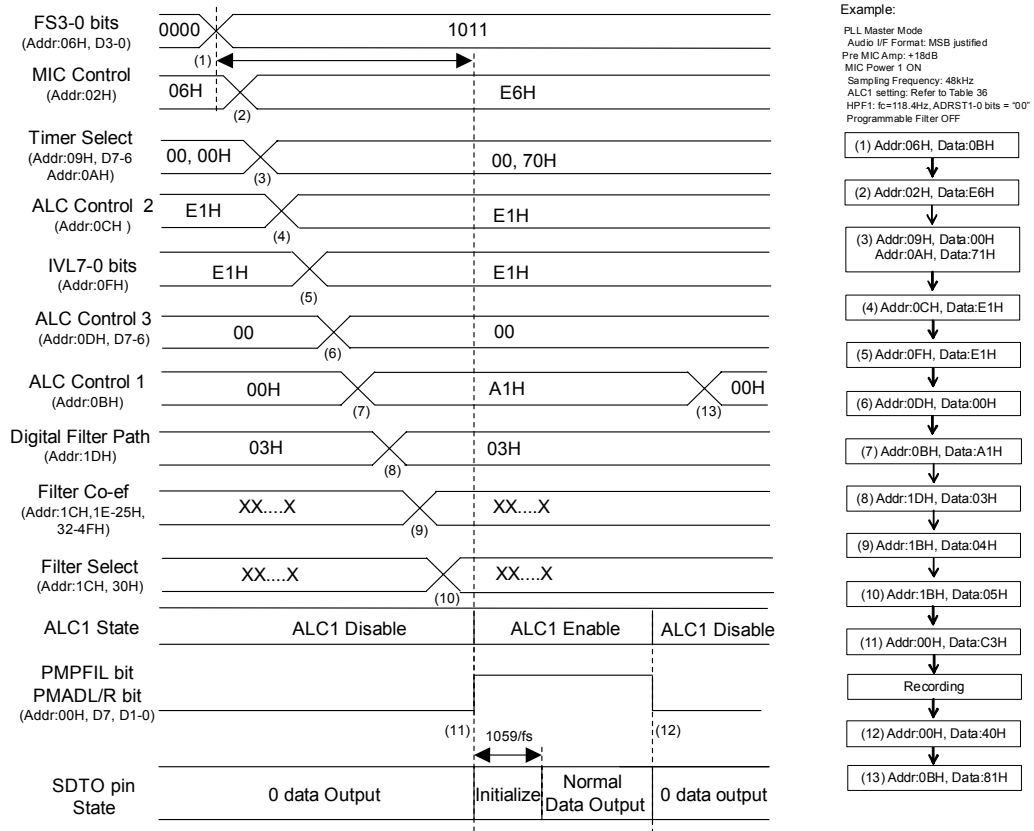 FS3-0 bits
(Addr:06H, D3-0)
0000
1011
(1)
MIC Control
(Addr:02H)
06H
E6H
(2)
Timer Select
(Addr:09H, D7-6
Addr:0AH)
00, 00H
00, 70H
(3)
ALC Control 2
(Addr:0CH )
E1H
E1H
(4)
IVL7-0 bits
(Addr:0FH)
E1H
E1H
(5)
ALC Control 3
(Addr:0DH, D7-6)
00
00
(6)
ALC Control 1
(Addr:0BH)
00H
A1H
00H
(7)
(13)
Digital Filter Path
(Addr:1DH)
03H
03H
(8)
Filter Co-ef
(Addr:1CH,1E-25H,
32-4FH)
XX....X
XX....X
(9)
Filter Select
(Addr:1CH, 30H)
XX....X
XX....X
(10)
ALC1 State
ALC1 Disable
ALC1 Enable
ALC1 Disable
PMPFIL bit
PMADL/R bit
(Addr:00H, D7, D1-0)
(11)
(12)
1059/fs
SDTO pin
State
0 data Output
Initialize
Normal
Data Output
0 data output
Example:
PLL Master Mode
Audio I/F Format: MSB justified
Pre MIC Amp: +18dB
MIC Power 1 ON
Sampling Frequency: 48kHz
ALC1 setting: Refer to Table 36
HPF1: fc=118.4Hz, ADRST1-0 bits = “00”
Programmable Filter OFF
(1) Addr:06H, Data:0BH
(2) Addr:02H, Data:E6H
(3) Addr:09H, Data:00H
Addr:0AH, Data:71H
(4) Addr:0CH, Data:E1H
(5) Addr:0FH, Data:E1H
(6) Addr:0DH, Data:00H
(7) Addr:0BH, Data:A1H
(8) Addr:1DH, Data:03H
(9) Addr:1BH, Data:04H
(10) Addr:1BH, Data:05H
(11) Addr:00H, Data:C3H
Recording
(12) Addr:00H, Data:40H
(13) Addr:0BH, Data:81H